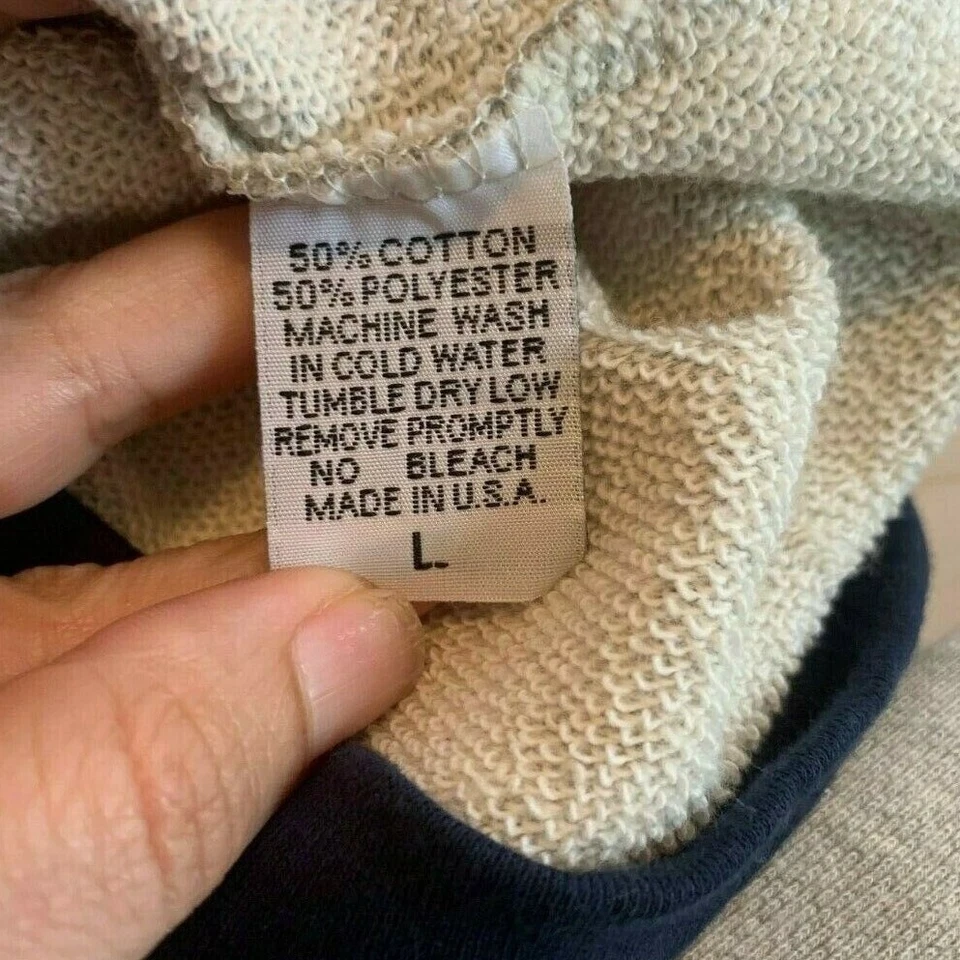 50% COTTON
50% POLYESTER
MACHINE WASH
IN COLD WATER
TUMBLE DRY LOW
REMOVE PROMPTLY
NO BLEACH
MADE IN U.S.A.
L.